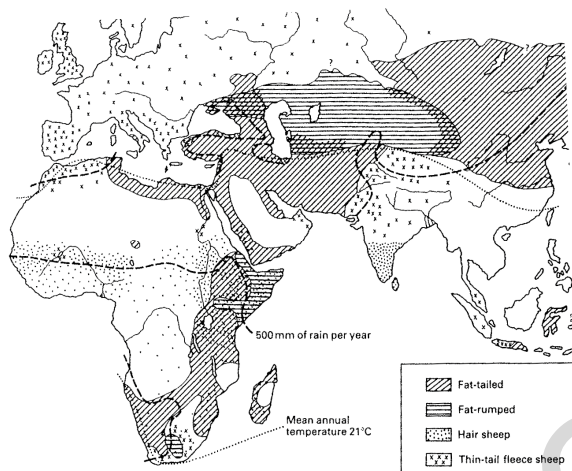 500 mm of rain per year
Mean annual
temperature 21°C
Fat-tailed
Fat-rumped
Hair sheep
Thin-tail fleece sheep